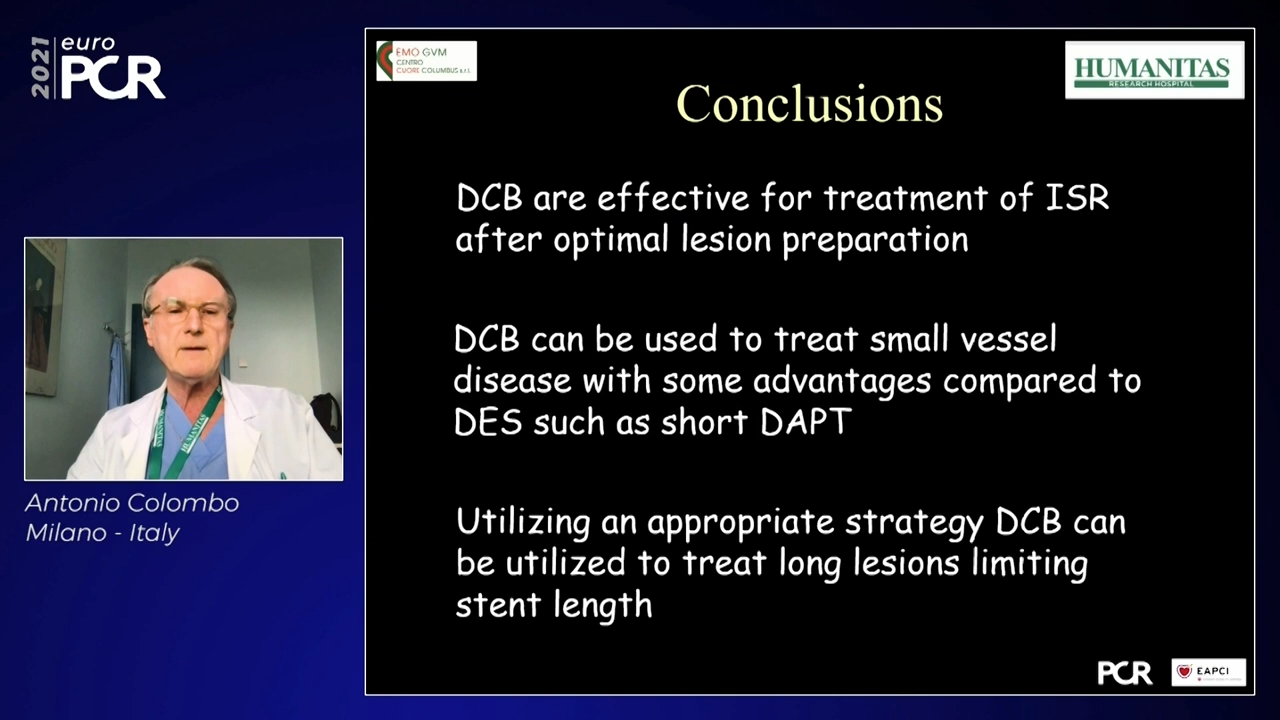 2021
euro
PCR
EMO GVM
CENTRO
CUORE COLUMBUS s.r.l.
HUMANITAS
RESEARCH HOSPITAL
Conclusions
DCB are effective for treatment of ISR
after optimal lesion preparation
DCB can be used to treat small vessel
disease with some advantages compared to
DES such as short DAPT
Utilizing an appropriate strategy DCB can
be utilized to treat long lesions limiting
stent length
HUMANITAS
HUMANITAS
Antonio Colombo
Milano - Italy
PCR
EAPCI